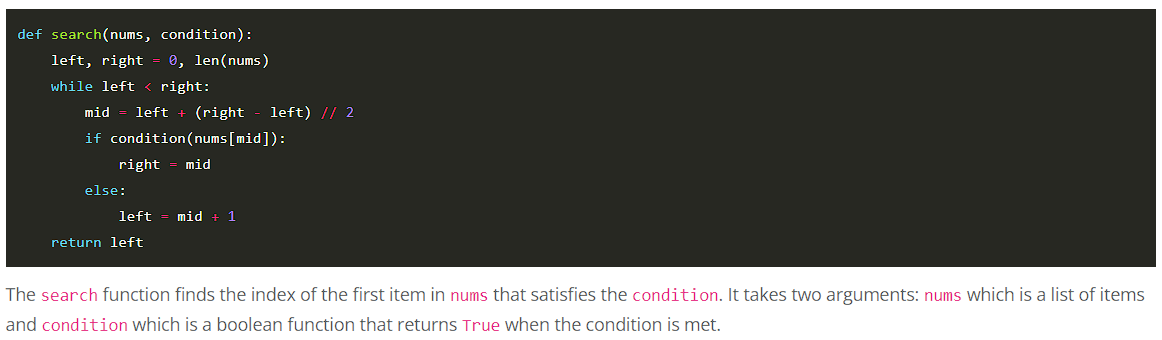 def search(nums, condition):
    left, right = 0, len(nums)
    while left < right:
        mid = left + (right - left) // 2
        if condition(nums[mid]):
            right = mid
        else:
            left = mid + 1
    return left
The search function finds the index of the first item in nums that satisfies the condition. It takes two arguments: nums which is a list of items
and condition which is a boolean function that returns True when the condition is met.